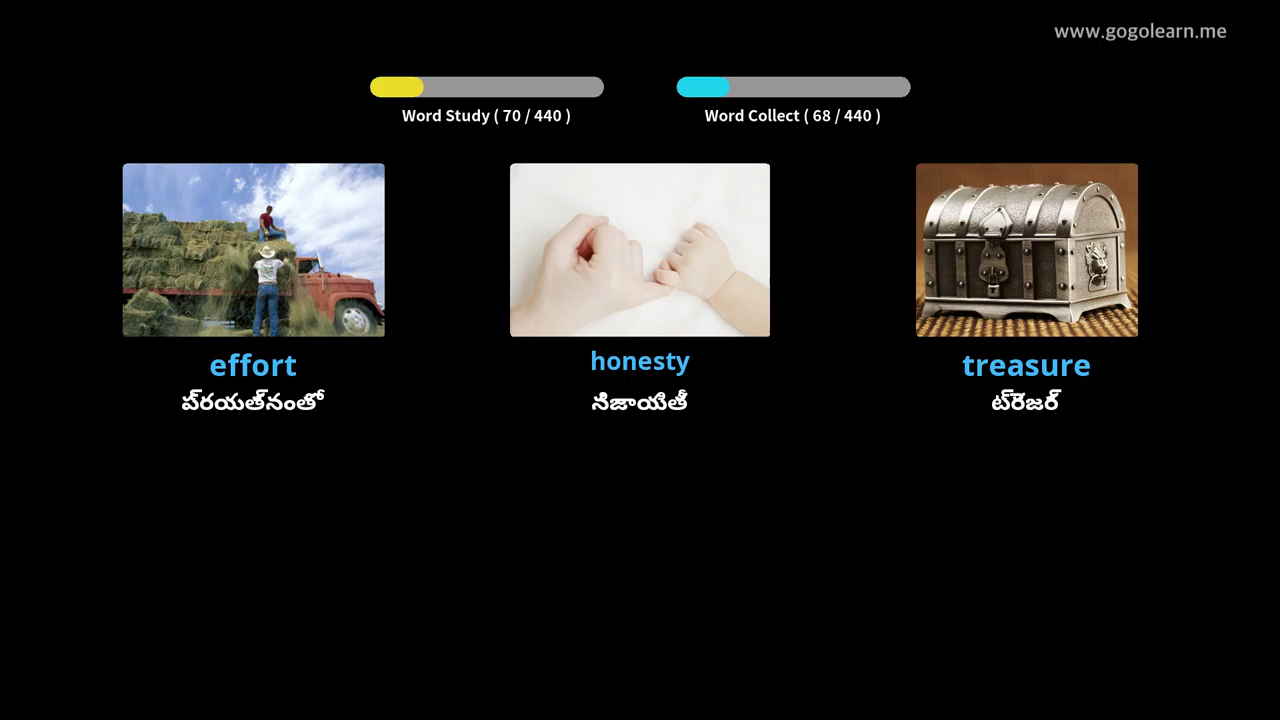 www.gogolearn.me
Word Study ( 70 / 440 )
Word Collect ( 68 / 440 )
effort
honesty
treasure
ప్రయత్నంతో
నిజాయితీ
ట్రెజర్